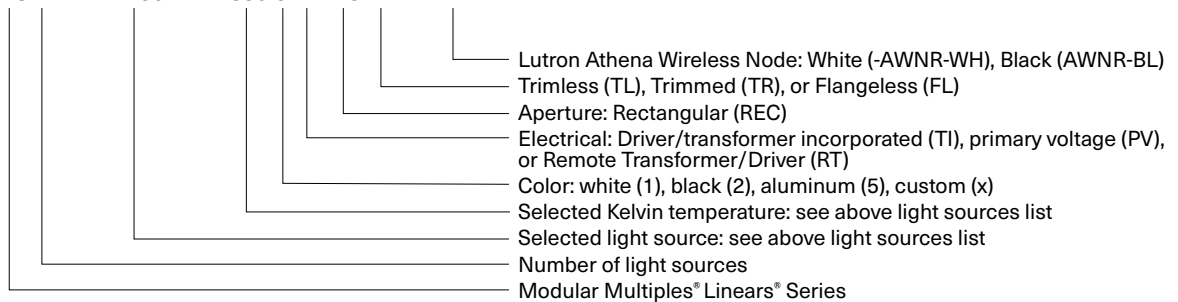 Lutron Athena Wireless Node: White (-AWNR-WH), Black (AWNR-BL)
Trimless (TL), Trimmed (TR), or Flangeless (FL)
Aperture: Rectangular (REC)
Electrical: Driver/transformer incorporated (TI), primary voltage (PV),
or Remote Transformer/Driver (RT)
Color: white (1), black (2), aluminum (5), custom (x)
Selected Kelvin temperature: see above light sources list
Selected light source: see above light sources list
Number of light sources
Modular Multiples® Linears® Series